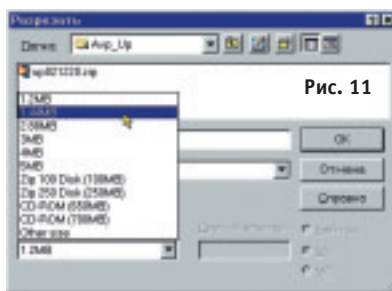 Разрезать
Папка: Avp_Up
up021220.zip
Рис. 11
1.2MB
1.44MB
2.88MB
3MB
4MB
5MB
Zip 100 Disk (100MB)
Zip 250 Disk (250MB)
CD-ROM (650MB)
CD-ROM (700MB)
Other size
1.2MB
OK
Отмена
Справка